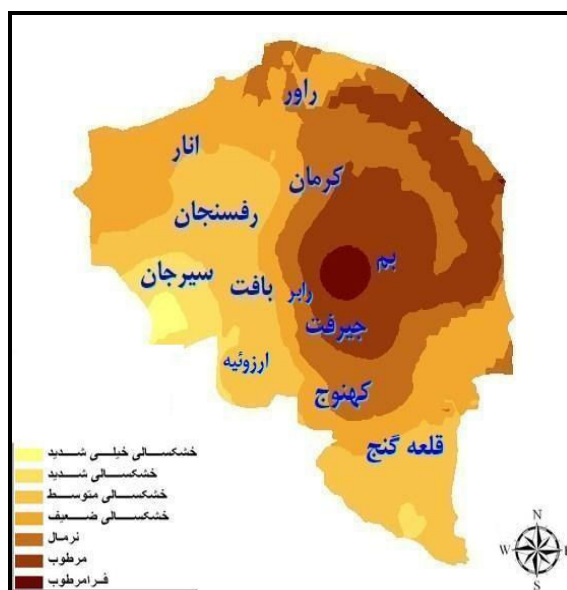 راور
انار
کرمان
رفسنجان
بم
سیرجان
بافت
رابر
جیرفت
ارزوئیه
کهنوج
قلعه گنج
خشکسالی خیلی شدید
خشکسالی شدید
خشکسالی متوسط
خشکسالی ضعیف
نرمال
مرطوب
فرامرطوب
N
W
E
S